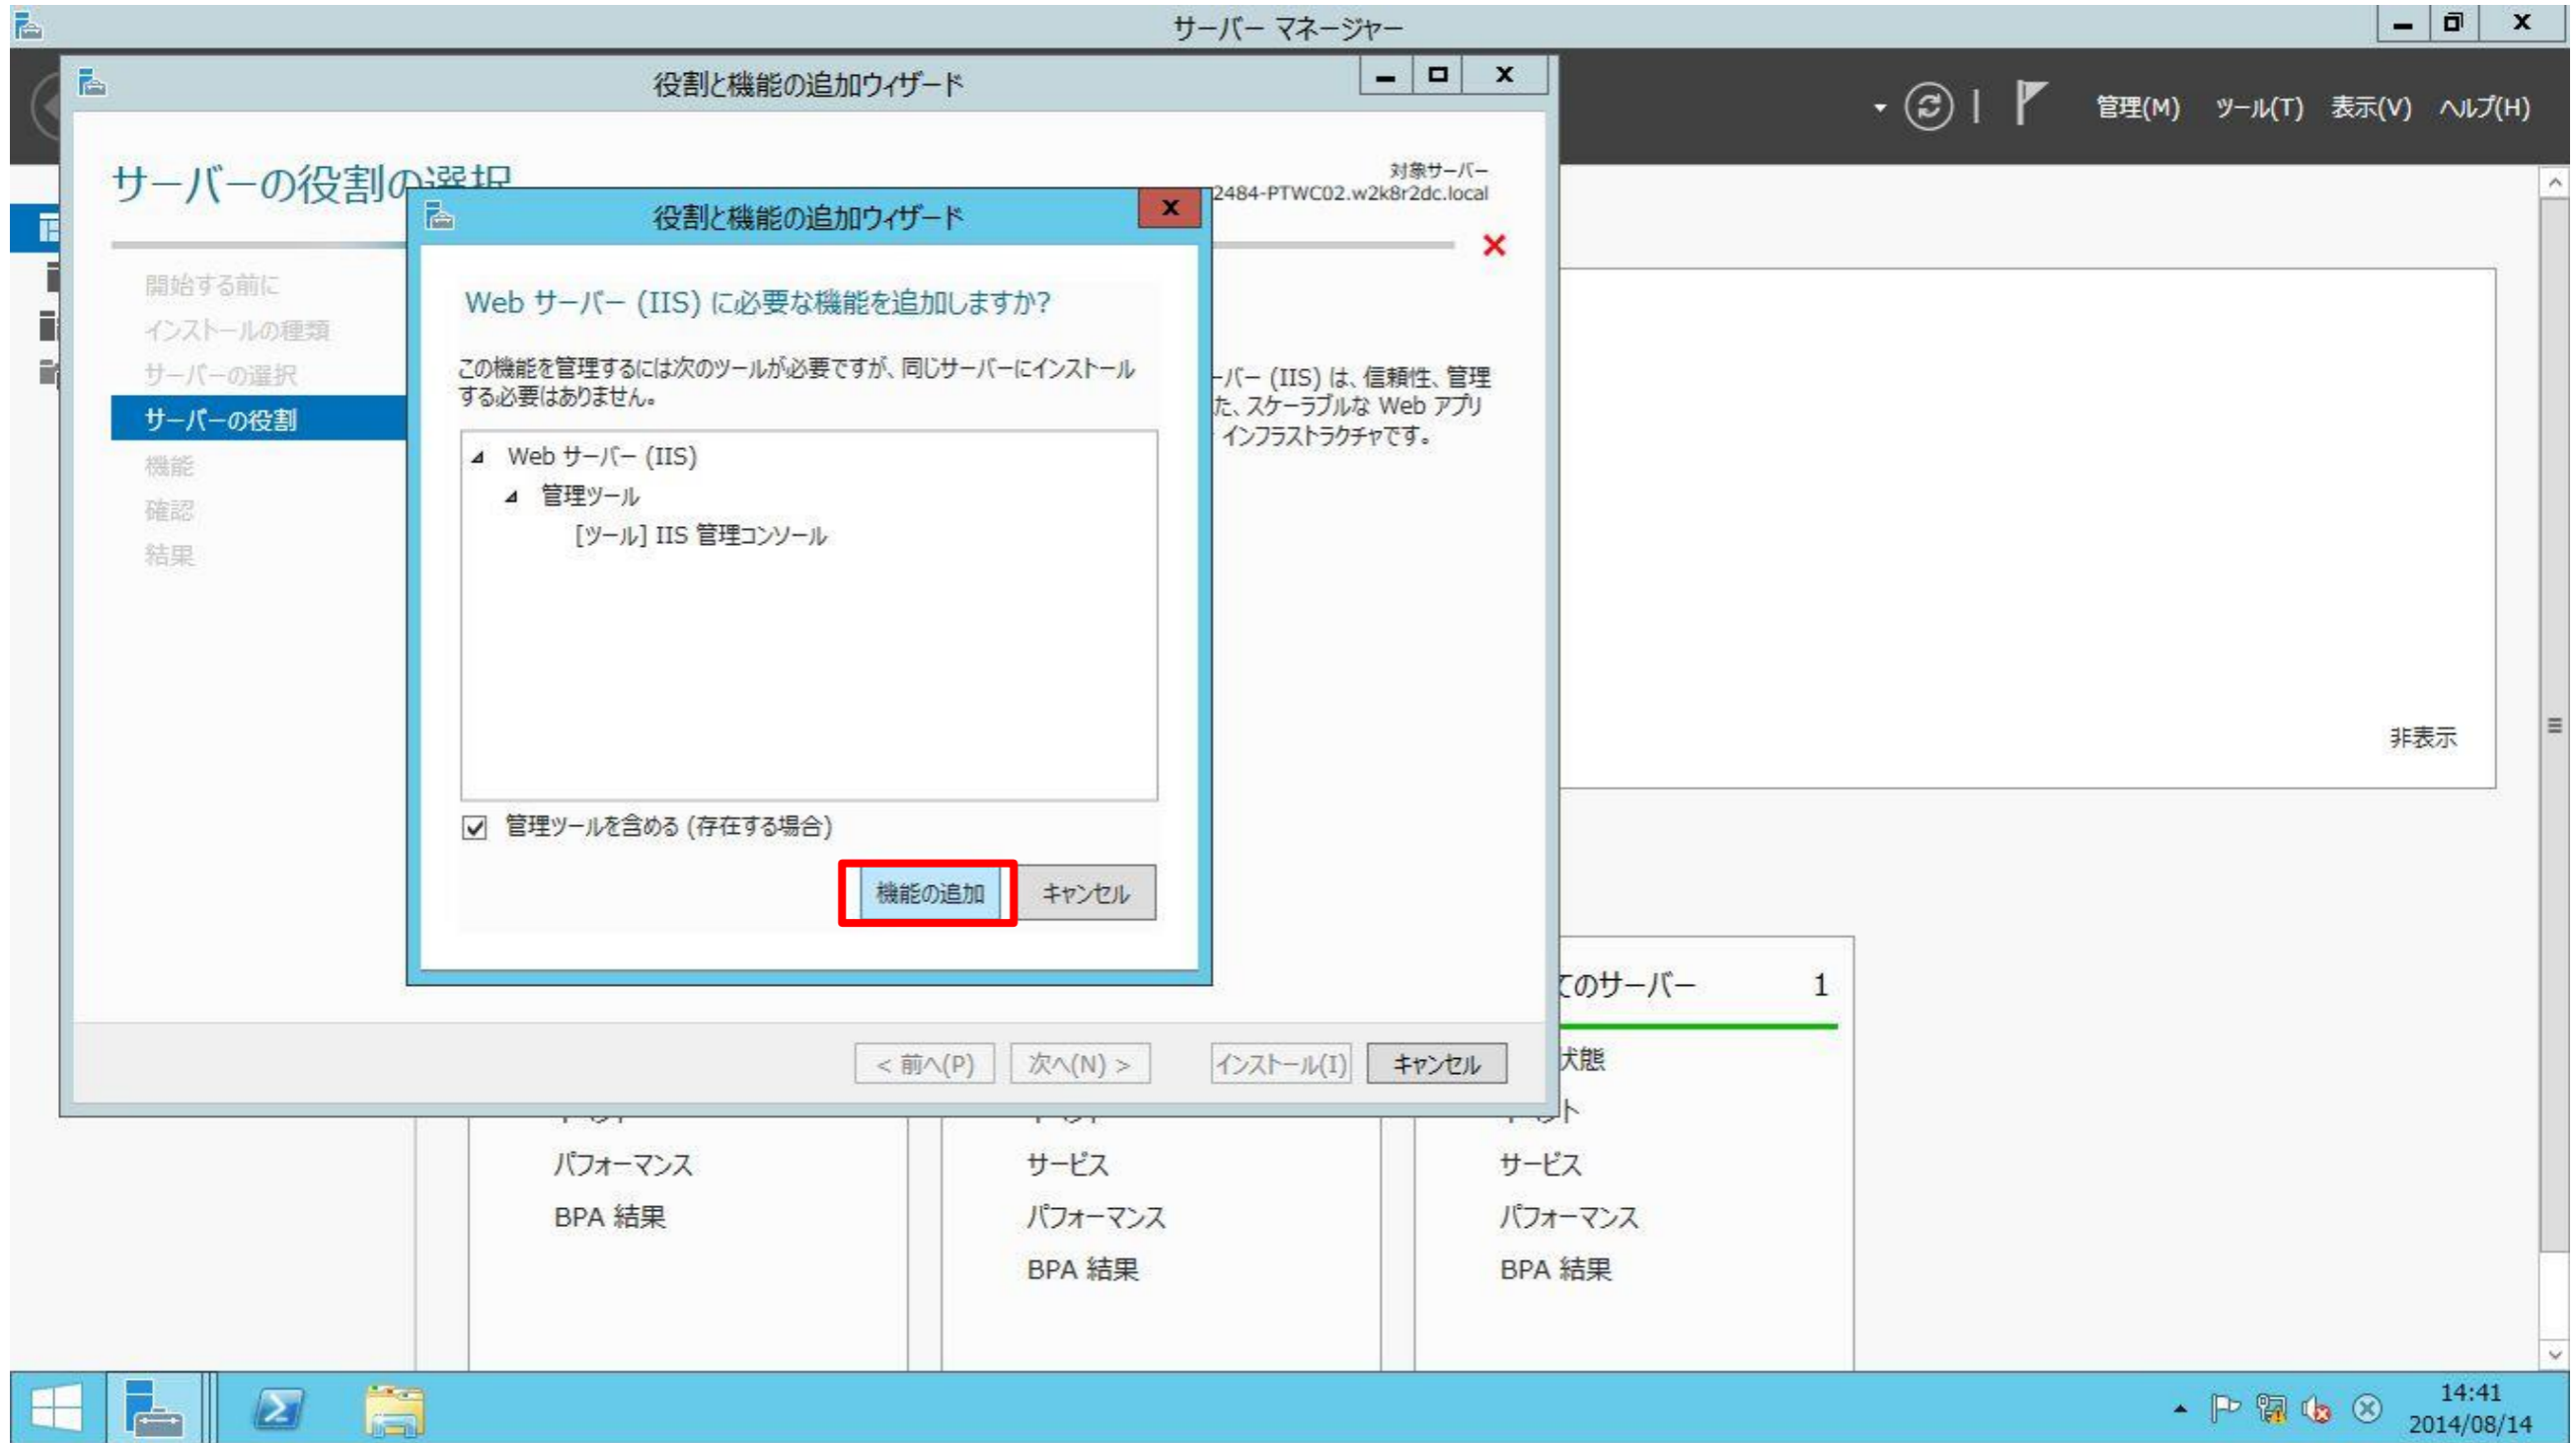 サーバー マネージャー
役割と機能の追加ウィザード
管理(M) ツール(T) 表示(V) ヘルプ(H)
サーバーの役割の選択
対象サーバー
2484-PTWC02.w2k8r2dc.local
役割と機能の追加ウィザード
開始する前に
インストールの種類
サーバーの選択
サーバーの役割
機能
確認
結果
Web サーバー (IIS) に必要な機能を追加しますか?
この機能を管理するには次のツールが必要ですが、同じサーバーにインストール
する必要はありません。
Web サーバー (IIS)
管理ツール
[ツール] IIS 管理コンソール
管理ツールを含める (存在する場合)
機能の追加
キャンセル
ーバー (IIS) は、信頼性、管理
た、スケーラブルな Web アプリ
インフラストラクチャです。
非表示
< 前へ(P)
次へ(N) >
インストール(I)
キャンセル
てのサーバー 1
状態
パフォーマンス
BPA 結果
サービス
パフォーマンス
BPA 結果
サービス
パフォーマンス
BPA 結果
14:41
2014/08/14